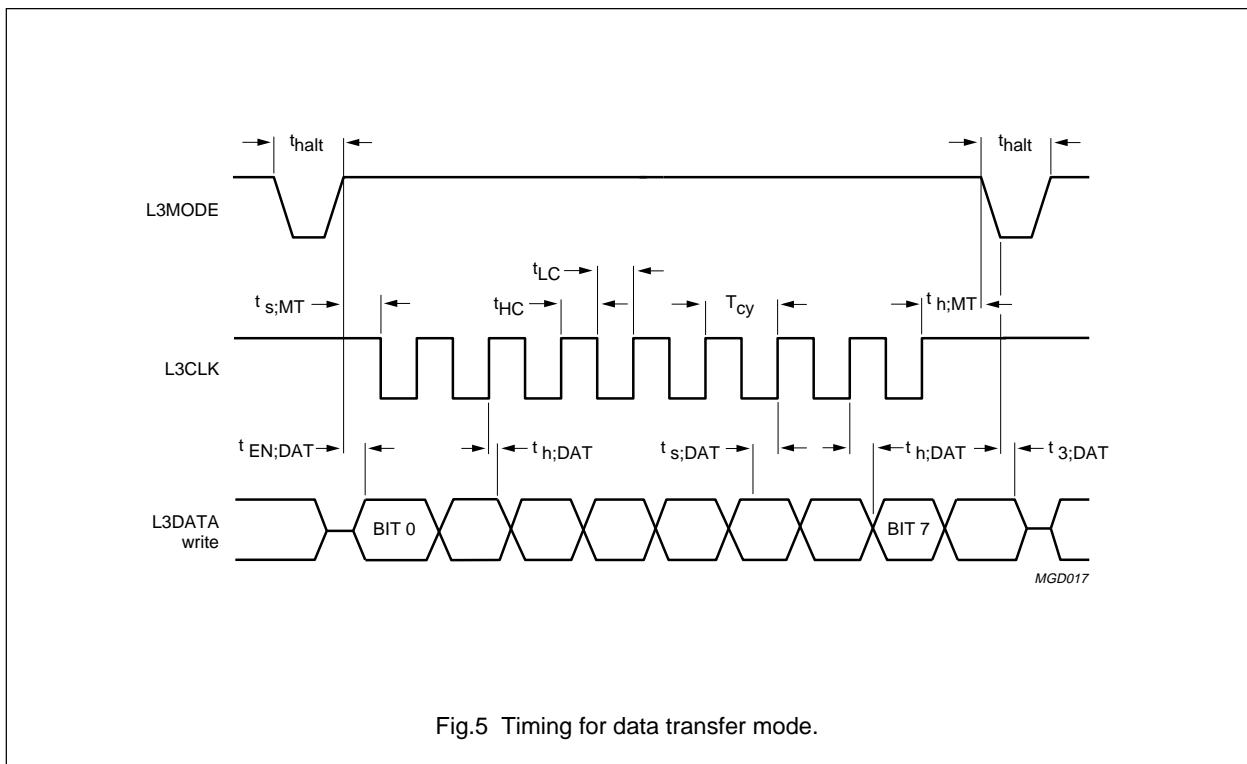 thalt
thalt
L3MODE
tLC
ts;MT
tHC
Tcy
th;MT
L3CLK
tEN;DAT
th;DAT
ts;DAT
th;DAT
t3;DAT
L3DATA
write
BIT 0
BIT 7
MGD017
Fig.5 Timing for data transfer mode.